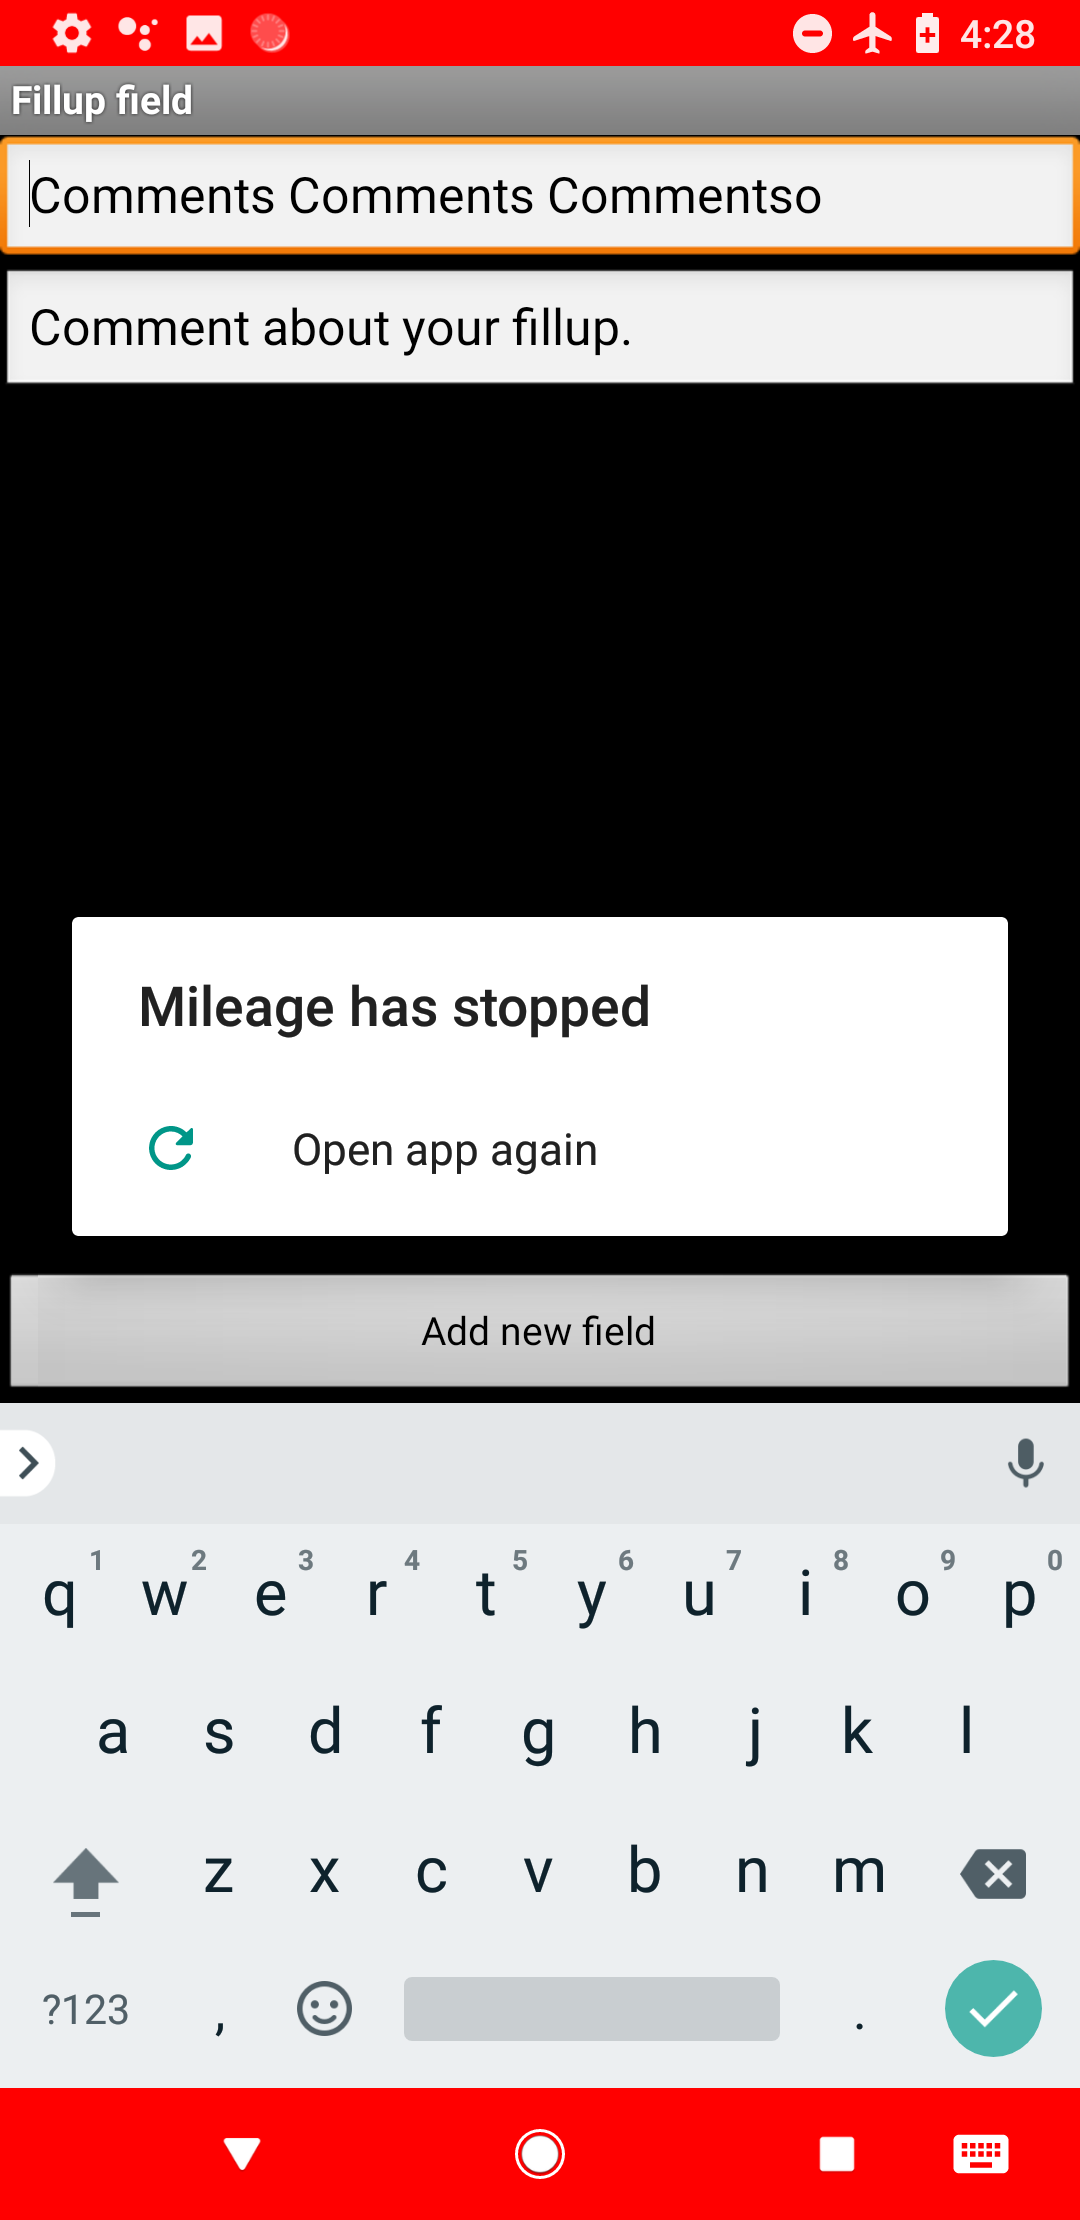 4:28
Fillup field
Comments Comments Commentso
Comment about your fillup.
Mileage has stopped
Open app again
Add new field
1 2 3 4 5 6 7 8 9 0
q w e r t y u i o p
a s d f g h j k l
z x c v b n m
?123 , .